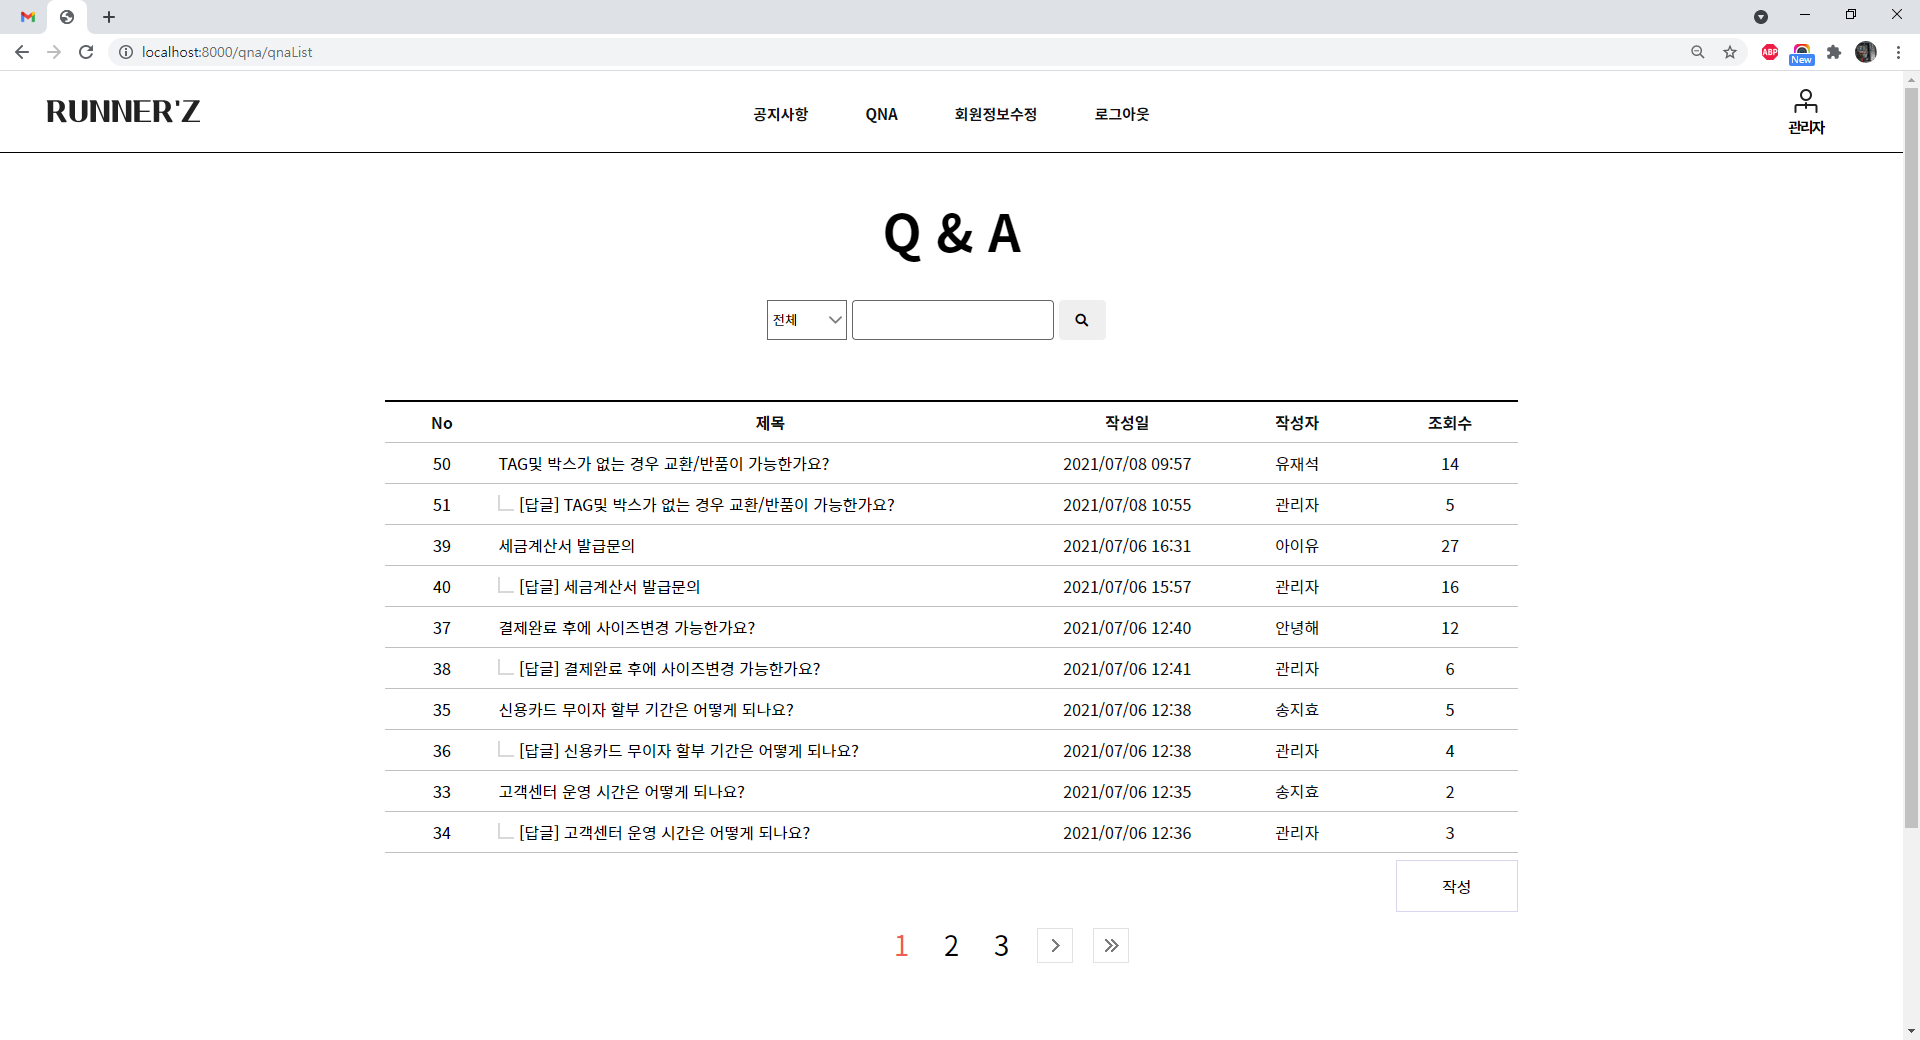 localhost:8000/qna/qnaList
ABP
New
RUNNER'Z
공지사항 QNA 회원정보수정 로그아웃
관리자
Q & A
전체
No 제목 작성일 작성자 조회수
50 TAG및 박스가 없는 경우 교환/반품이 가능한가요? 2021/07/08 09:57 유재석 14
51 [답글] TAG및 박스가 없는 경우 교환/반품이 가능한가요? 2021/07/08 10:55 관리자 5
39 세금계산서 발급문의 2021/07/06 16:31 아이유 27
40 [답글] 세금계산서 발급문의 2021/07/06 15:57 관리자 16
37 결제완료 후에 사이즈변경 가능한가요? 2021/07/06 12:40 안녕해 12
38 [답글] 결제완료 후에 사이즈변경 가능한가요? 2021/07/06 12:41 관리자 6
35 신용카드 무이자 할부 기간은 어떻게 되나요? 2021/07/06 12:38 송지효 5
36 [답글] 신용카드 무이자 할부 기간은 어떻게 되나요? 2021/07/06 12:38 관리자 4
33 고객센터 운영 시간은 어떻게 되나요? 2021/07/06 12:35 송지효 2
34 [답글] 고객센터 운영 시간은 어떻게 되나요? 2021/07/06 12:36 관리자 3
작성
1 2 3